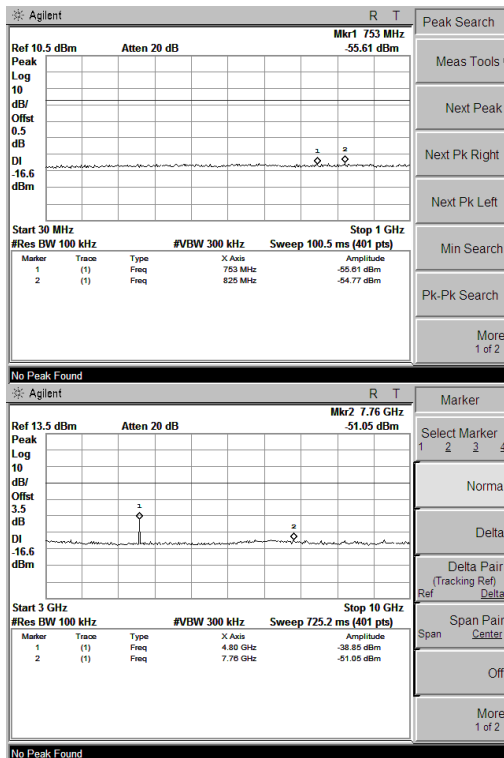 Agilent R T
Mkr1 753 MHz
Ref 10.5 dBm Atten 20 dB -55.61 dBm
Peak
Log
10
dB/
Offst
0.5
dB
DI
-16.6
dBm
1 2
Start 30 MHz Stop 1 GHz
#Res BW 100 kHz #VBW 300 kHz Sweep 100.5 ms (401 pts)
Marker Trace Type X Axis Amplitude
1 (1) Freq 753 MHz -55.61 dBm
2 (1) Freq 825 MHz -54.77 dBm
No Peak Found
Peak Search
Meas Tools
Next Peak
Next Pk Right
Next Pk Left
Min Search
Pk-Pk Search
More
1 of 2
Agilent R T
Mkr2 7.76 GHz
Ref 13.5 dBm Atten 20 dB -51.05 dBm
Peak
Log
10
dB/
Offst
3.5
dB
DI
-16.6
dBm
1
2
Start 3 GHz Stop 10 GHz
#Res BW 100 kHz #VBW 300 kHz Sweep 725.2 ms (401 pts)
Marker Trace Type X Axis Amplitude
1 (1) Freq 4.80 GHz -38.85 dBm
2 (1) Freq 7.76 GHz -51.05 dBm
No Peak Found
Marker
Select Marker
1 2 3 4
Norma
Delta
Delta Pair
(Tracking Ref)
Ref Delta
Span Pair
Span Center
Off
More
1 of 2